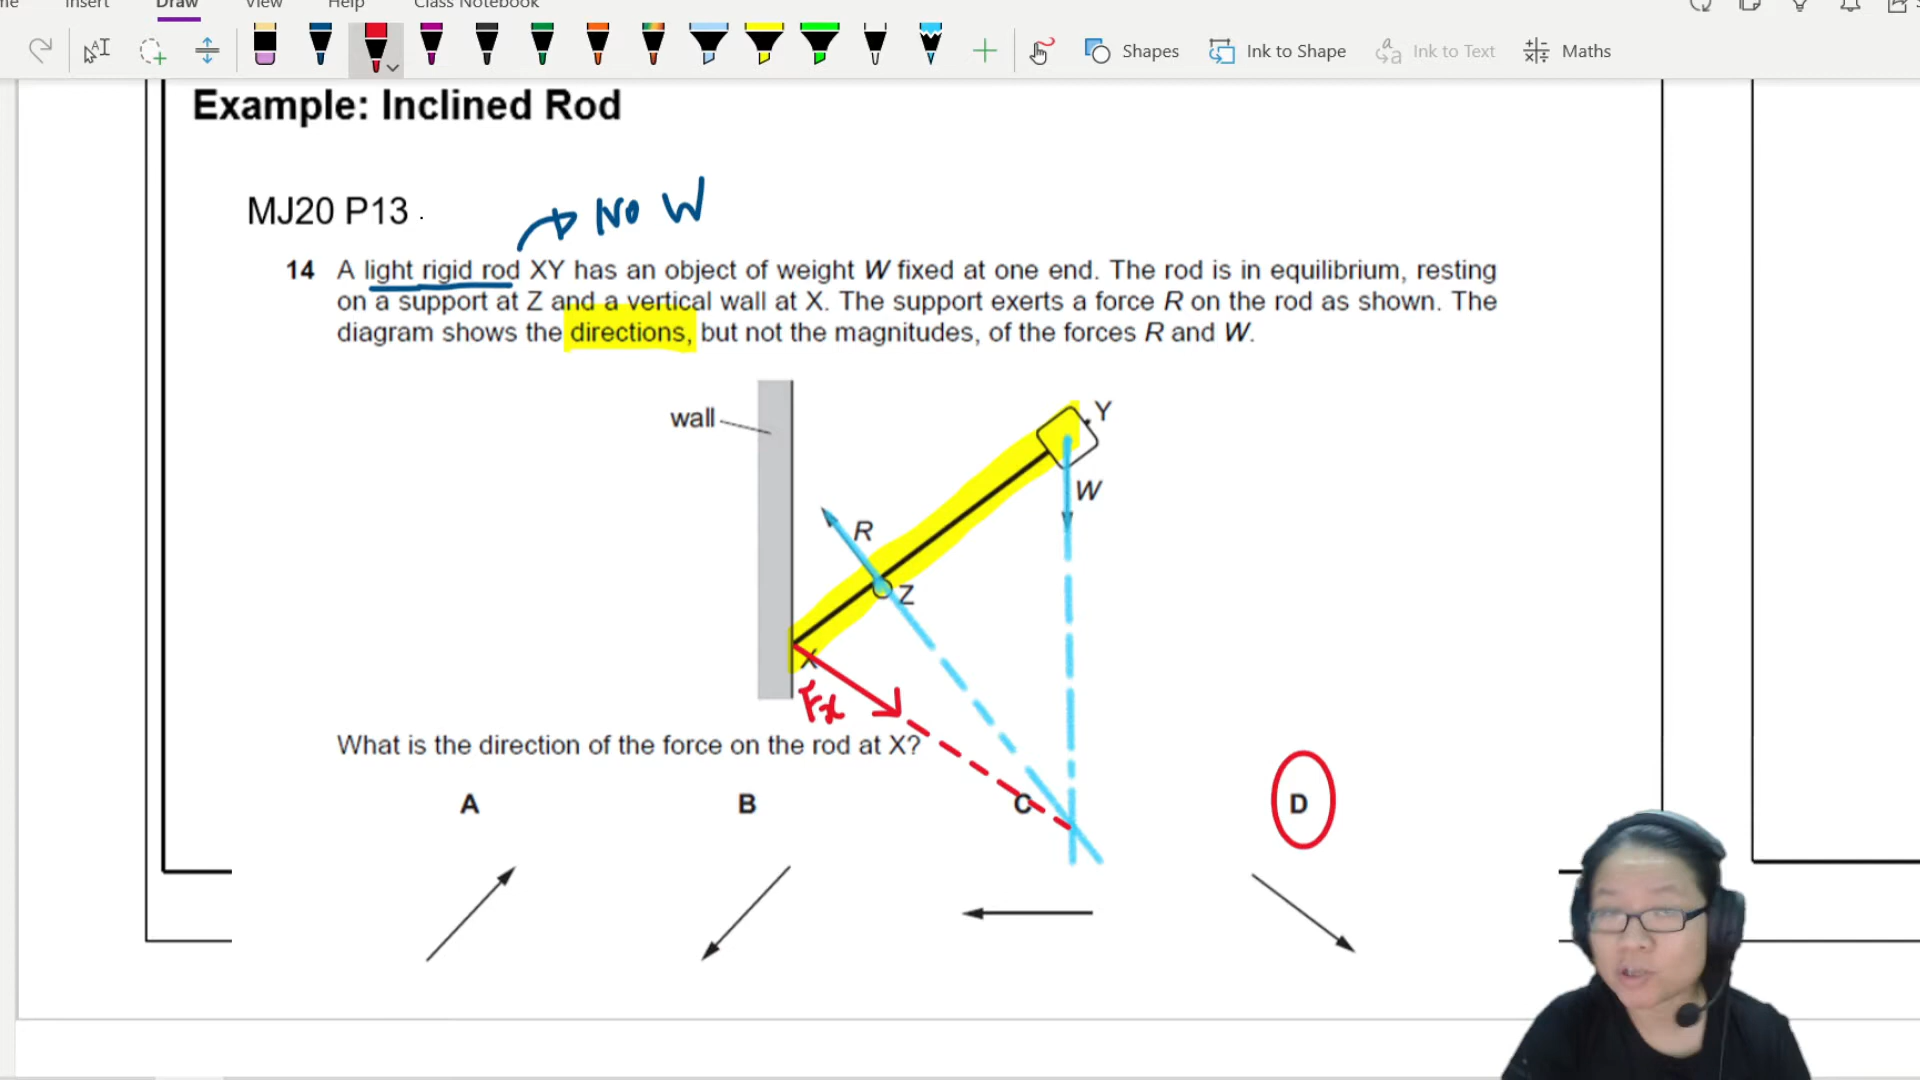 Insert Draw View Help Class Notebook
Shapes Ink to Shape Ink to Text Maths
Example: Inclined Rod
MJ20 P13
No W
14 A light rigid rod XY has an object of weight W fixed at one end. The rod is in equilibrium, resting
on a support at Z and a vertical wall at X. The support exerts a force R on the rod as shown. The
diagram shows the directions, but not the magnitudes, of the forces R and W.
wall
Y
W
R
Z
X
Fx
What is the direction of the force on the rod at X?
A B C D